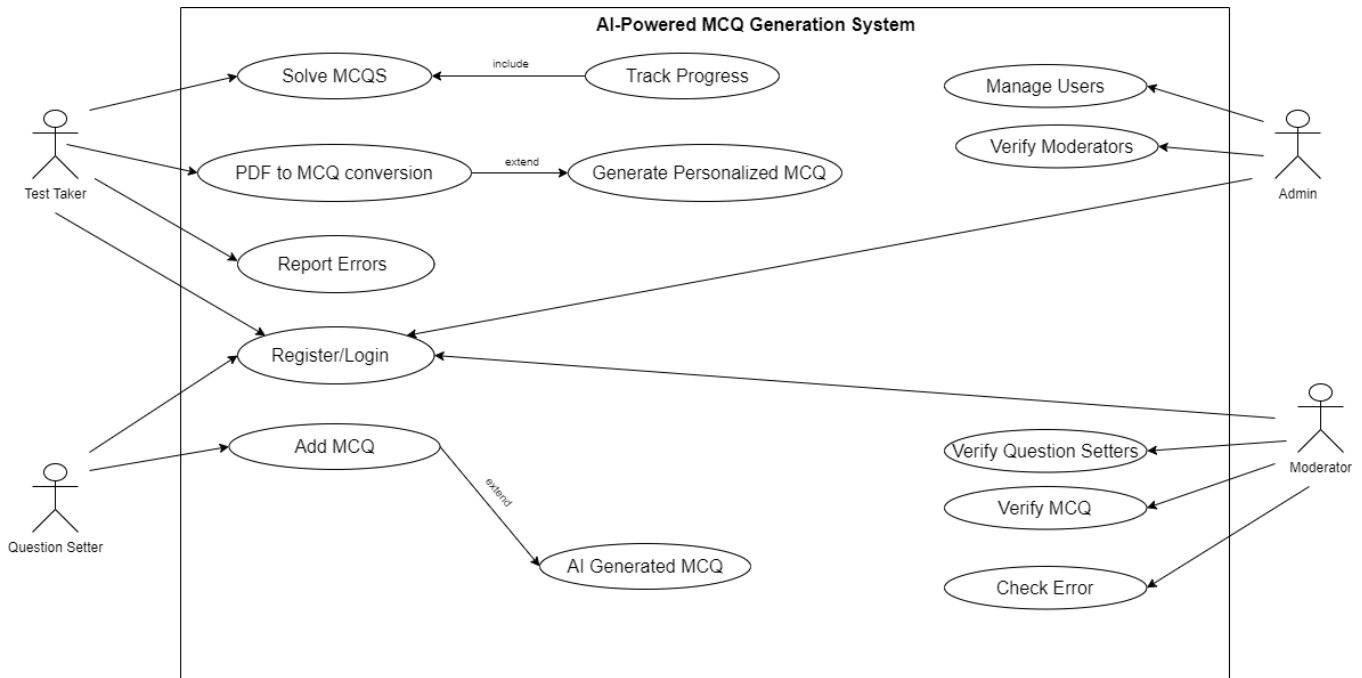 AI-Powered MCQ Generation System
Solve MCQS
include
Track Progress
Manage Users
Verify Moderators
Test Taker
PDF to MCQ conversion
extend
Generate Personalized MCQ
Admin
Report Errors
Register/Login
Add MCQ
Verify Question Setters
Moderator
extend
Verify MCQ
Question Setter
AI Generated MCQ
Check Error